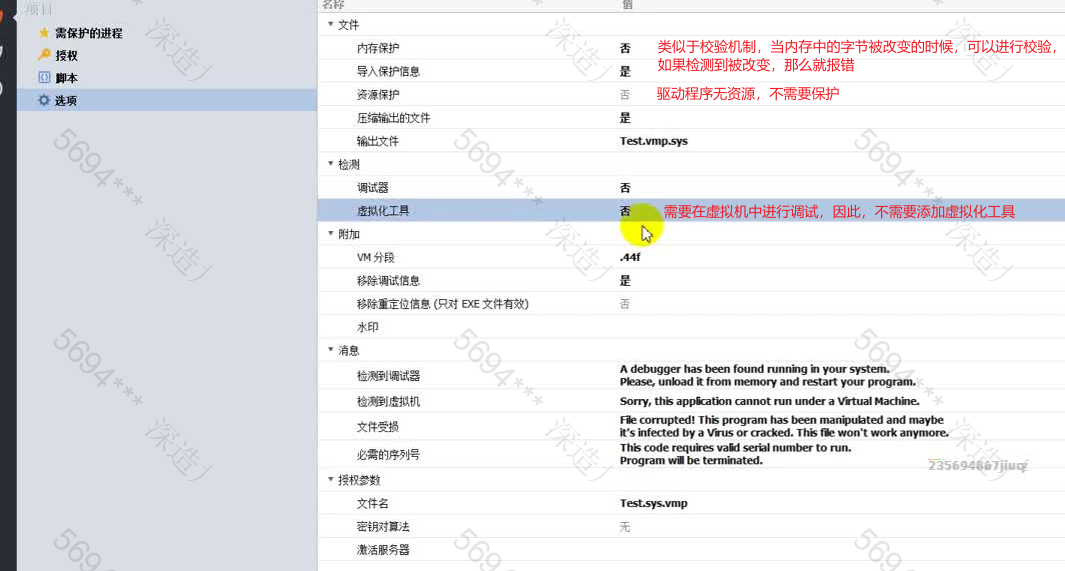 项目
需保护的进程
授权
脚本
选项
名称 值
文件
内存保护 否 类似于校验机制，当内存中的字节被改变的时候，可以进行校验，
如果检测到被改变，那么就报错
导入保护信息 是
资源保护 否 驱动程序无资源，不需要保护
压缩输出的文件 是
输出文件 Test.vmp.sys
检测
调试器 否
虚拟化工具 否 需要在虚拟机中进行调试，因此，不需要添加虚拟化工具
附加
VM 分段 .44f
移除调试信息 是
移除重定位信息 (只对 EXE 文件有效) 否
水印
消息
检测到调试器 A debugger has been found running in your system.
Please, unload it from memory and restart your program.
检测到虚拟机 Sorry, this application cannot run under a Virtual Machine.
文件受损 File corrupted! This program has been manipulated and maybe
it's infected by a Virus or cracked. This file won't work anymore.
必需的序列号 This code requires valid serial number to run.
Program will be terminated.
授权参数
文件名 Test.sys.vmp
密钥对算法 无
激活服务器
5694***
深造